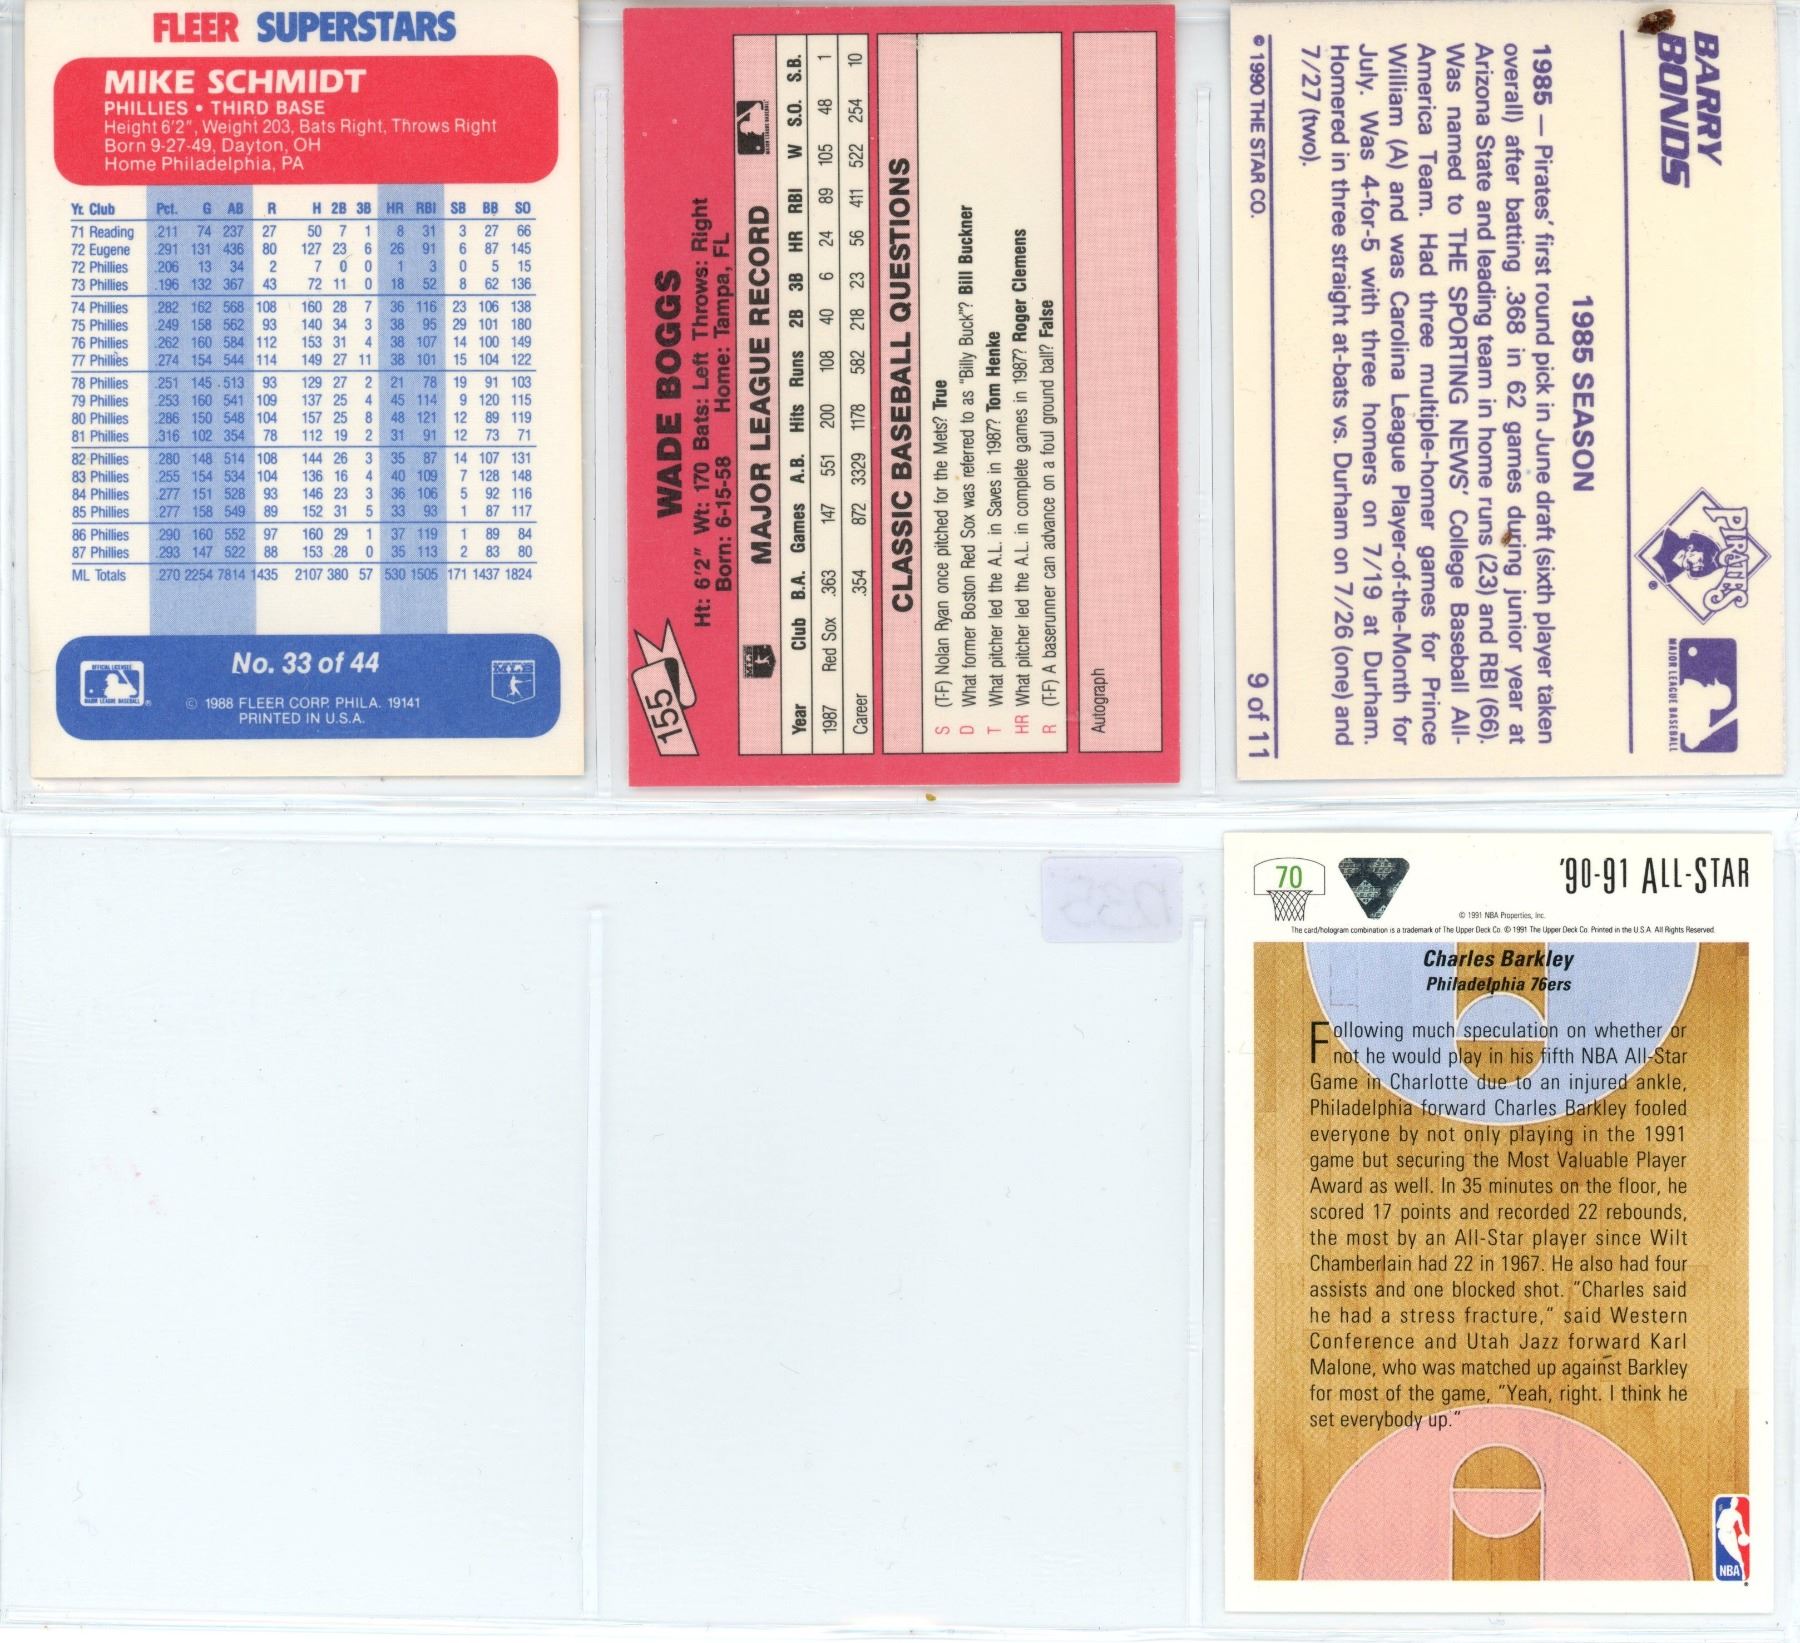 FLEER SUPERSTARS
MIKE SCHMIDT
PHILLIES • THIRD BASE
Height 6'2", Weight 203, Bats Right, Throws Right
Born 9-27-49, Dayton, OH
Home Philadelphia, PA
Yr. Club Pct. G AB R H 2B 3B HR RBI SB BB SO
71 Reading .211 74 237 27 50 7 1 8 31 3 27 66
72 Eugene .291 131 436 80 127 23 6 26 91 6 87 145
72 Phillies .206 13 34 2 7 0 0 1 3 0 5 15
73 Phillies .196 132 367 43 72 11 0 18 52 8 62 136
74 Phillies .282 162 568 108 160 28 7 36 116 23 106 138
75 Phillies .249 158 562 93 140 34 3 38 95 29 101 180
76 Phillies .262 160 584 112 153 31 4 38 107 14 100 149
77 Phillies .274 154 544 114 149 27 11 38 101 15 104 122
78 Phillies .251 145 513 93 129 27 2 21 78 19 91 103
79 Phillies .253 160 541 109 137 25 4 45 114 9 120 115
80 Phillies .286 150 548 104 157 25 8 48 121 12 89 119
81 Phillies .316 102 354 78 112 19 2 31 91 12 73 71
82 Phillies .280 148 514 108 144 26 3 35 87 14 107 131
83 Phillies .255 154 534 104 136 16 4 40 109 7 128 148
84 Phillies .277 151 528 93 146 23 3 36 106 5 92 116
85 Phillies .277 158 549 89 152 31 5 33 93 1 87 117
86 Phillies .290 160 552 97 160 29 1 37 119 1 89 84
87 Phillies .293 147 522 88 153 28 0 35 113 2 83 80
ML Totals .270 2254 7814 1435 2107 380 57 530 1505 171 1437 1824
No. 33 of 44
OFFICIAL LICENSEE
MAJOR LEAGUE BASEBALL
MLB
© 1988 FLEER CORP. PHILA. 19141
PRINTED IN U.S.A.
155
WADE BOGGS
Ht: 6'2" Wt: 170 Bats: Left Throws: Right
Born: 6-15-58 Home: Tampa, FL
MAJOR LEAGUE RECORD
Year Club B.A. Games A.B. Hits Runs 2B 3B HR RBI W S.O. S.B.
1987 Red Sox .363 147 551 200 108 40 6 24 89 105 48 1
Career .354 872 3329 1178 582 218 23 56 411 522 254 10
CLASSIC BASEBALL QUESTIONS
S (T-F) Nolan Ryan once pitched for the Mets? True
D What former Boston Red Sox was referred to as "Billy Buck"? Bill Buckner
T What pitcher led the A.L. in Saves in 1987? Tom Henke
HR What pitcher led the A.L. in complete games in 1987? Roger Clemens
R (T-F) A baserunner can advance on a foul ground ball? False
Autograph
BARRY
BONDS
PIRATES
®
MAJOR LEAGUE BASEBALL
1985 SEASON
1985 — Pirates' first round pick in June draft (sixth player taken
overall) after batting .368 in 62 games during junior year at
Arizona State and leading team in home runs (23) and RBI (66).
Was named to THE SPORTING NEWS' College Baseball All-
America Team. Had three multiple-homer games for Prince
William (A) and was Carolina League Player-of-the-Month for
July. Was 4-for-5 with three homers on 7/19 at Durham.
Homered in three straight at-bats vs. Durham on 7/26 (one) and
7/27 (two).
© 1990 THE STAR CO.
9 of 11
70
'90-91 ALL-STAR
© 1991 NBA Properties, Inc.
The card/hologram combination is a trademark of The Upper Deck Co. © 1991 The Upper Deck Co. Printed in the U.S.A. All Rights Reserved.
Charles Barkley
Philadelphia 76ers
Following much speculation on whether or
not he would play in his fifth NBA All-Star
Game in Charlotte due to an injured ankle,
Philadelphia forward Charles Barkley fooled
everyone by not only playing in the 1991
game but securing the Most Valuable Player
Award as well. In 35 minutes on the floor, he
scored 17 points and recorded 22 rebounds,
the most by an All-Star player since Wilt
Chamberlain had 22 in 1967. He also had four
assists and one blocked shot. "Charles said
he had a stress fracture," said Western
Conference and Utah Jazz forward Karl
Malone, who was matched up against Barkley
for most of the game, "Yeah, right. I think he
set everybody up."
NBA